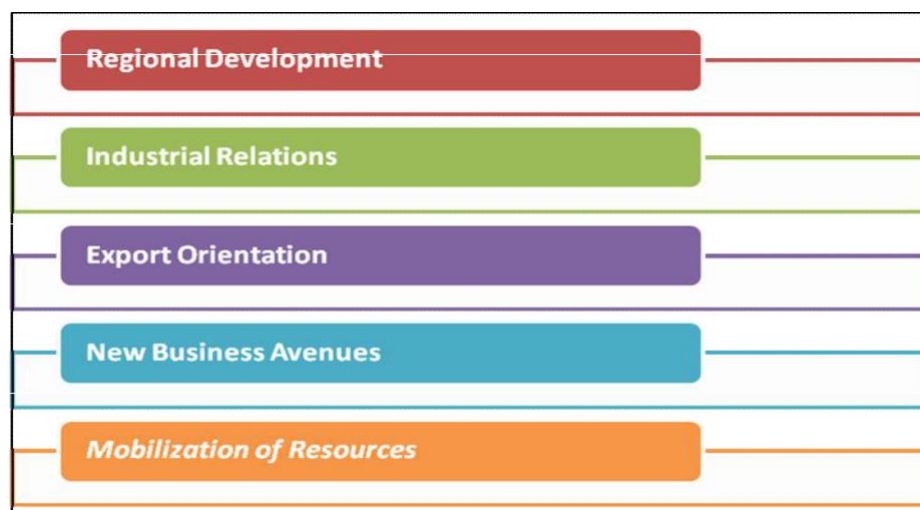 Regional Development
Industrial Relations
Export Orientation
New Business Avenues
Mobilization of Resources